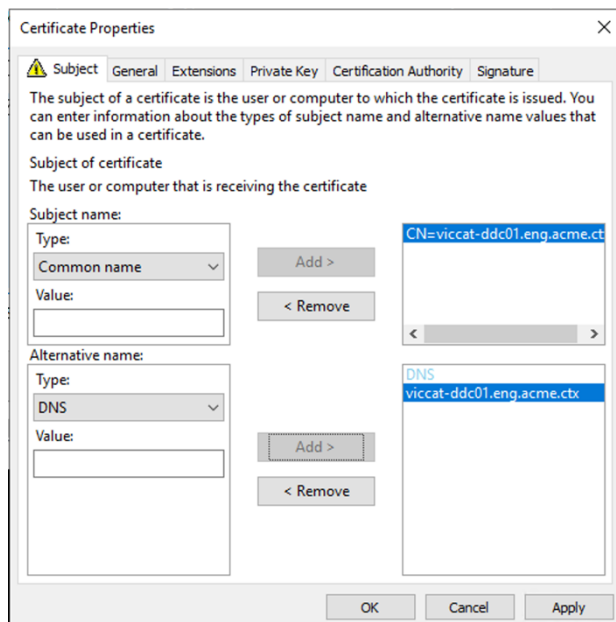 Certificate Properties
Subject General Extensions Private Key Certification Authority Signature
The subject of a certificate is the user or computer to which the certificate is issued. You
can enter information about the types of subject name and alternative name values that
can be used in a certificate.
Subject of certificate
The user or computer that is receiving the certificate
Subject name:
Type:
Common name
Value:
Add >
< Remove
CN=viccat-ddc01.eng.acme.ct
Alternative name:
Type:
DNS
Value:
Add >
< Remove
DNS
viccat-ddc01.eng.acme.ctx
OK Cancel Apply